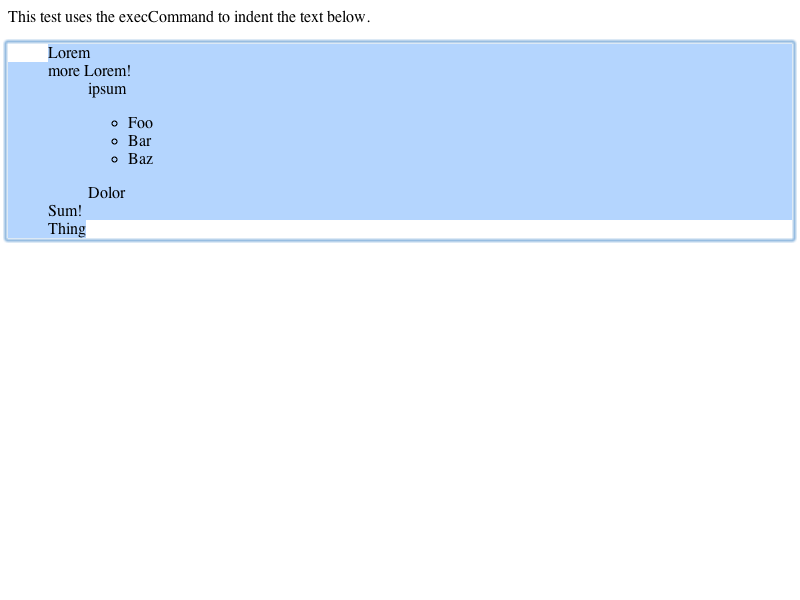 This test uses the execCommand to indent the text below.
Lorem
more Lorem!
ipsum
Foo
Bar
Baz
Dolor
Sum!
Thing